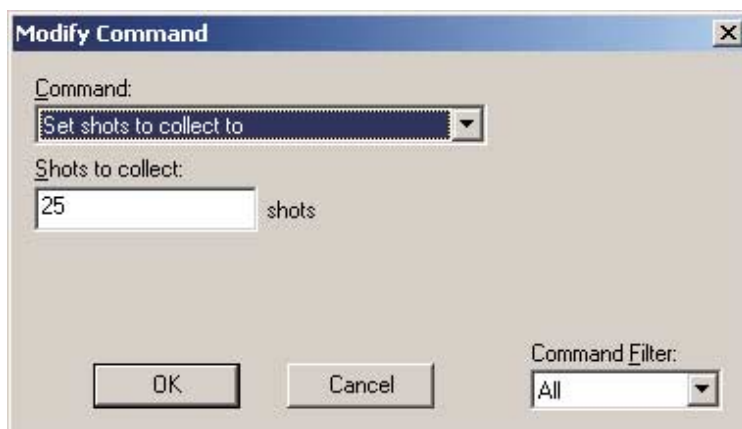 Modify Command
Command:
Set shots to collect to
Shots to collect:
25 shots
Command Filter:
OK Cancel All